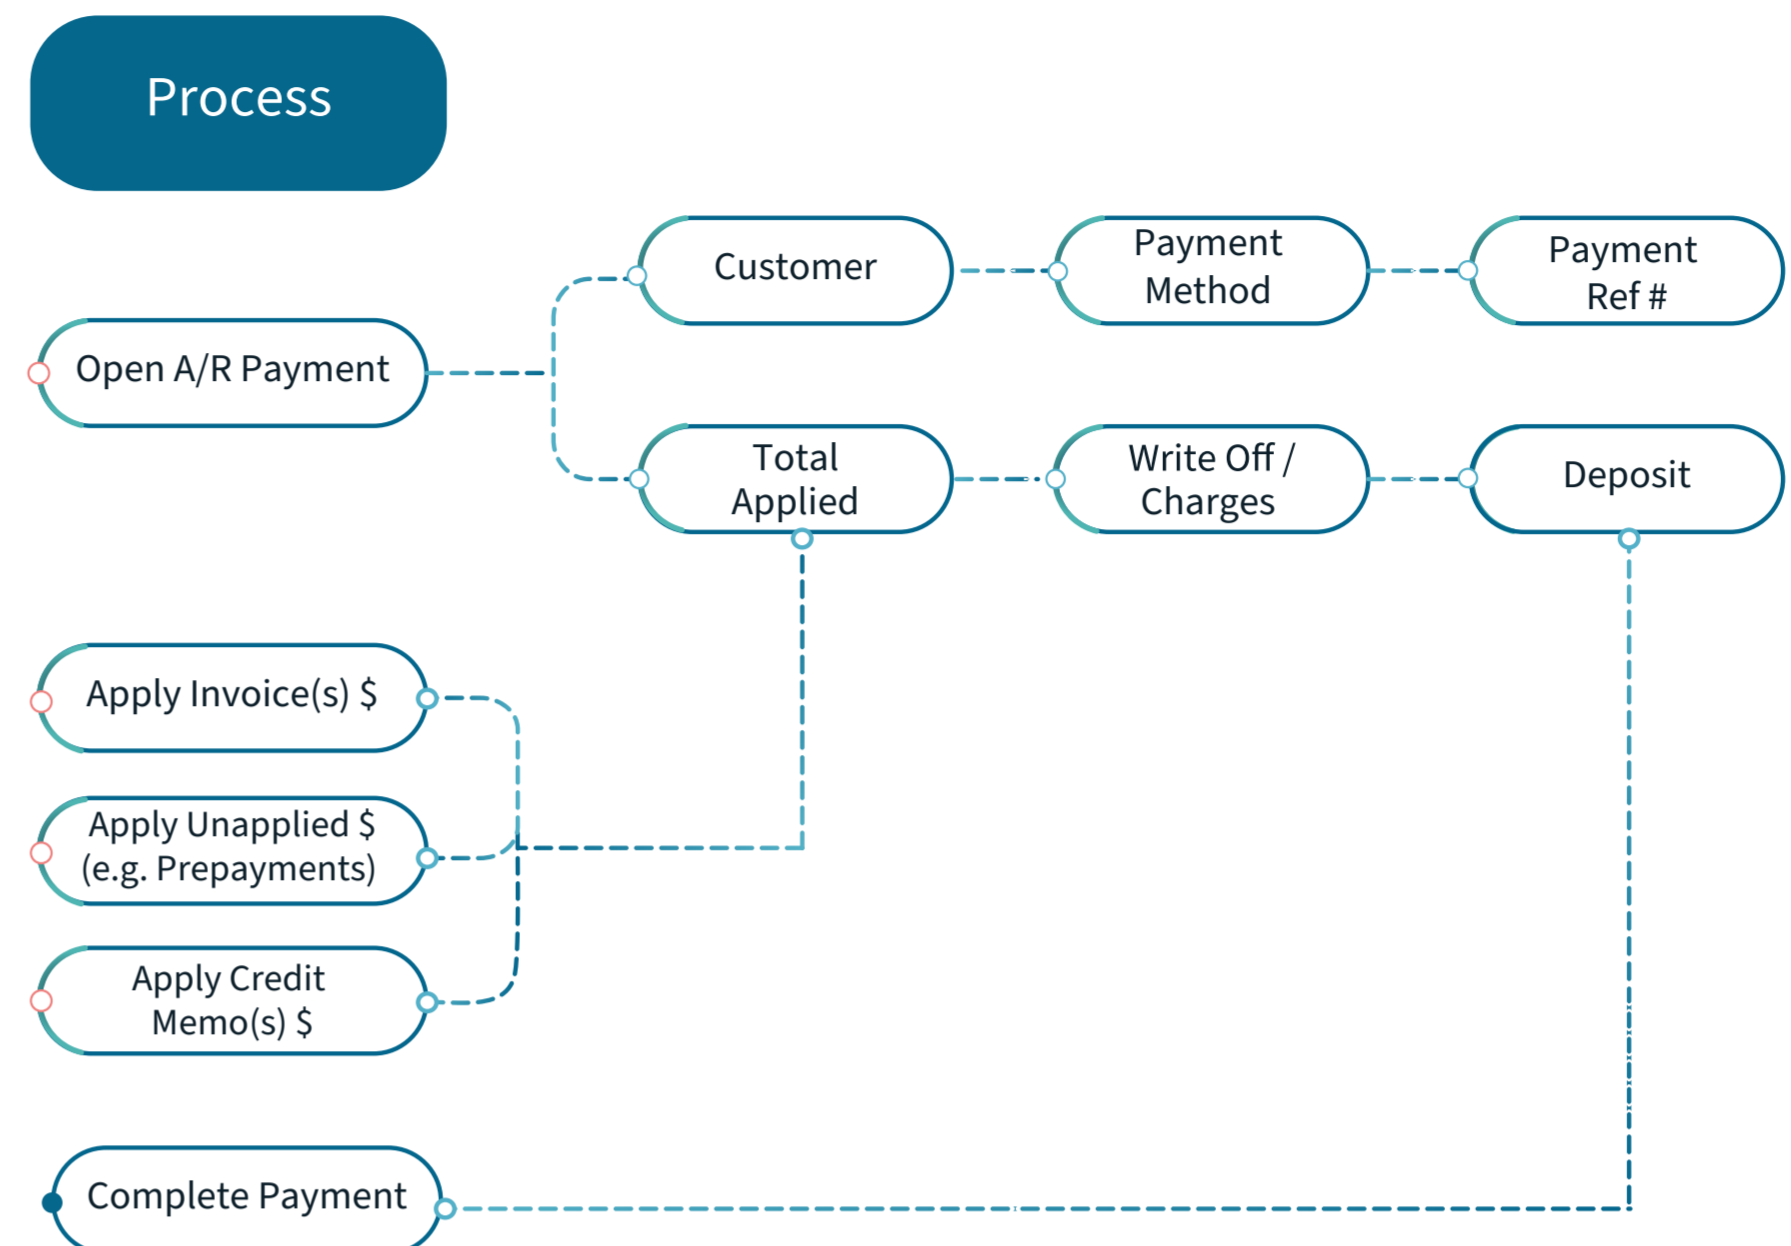 Process
Customer
Payment
Method
Payment
Ref #
Open A/R Payment
Total
Applied
Write Off /
Charges
Deposit
Apply Invoice(s) $
Apply Unapplied $
(e.g. Prepayments)
Apply Credit
Memo(s) $
Complete Payment